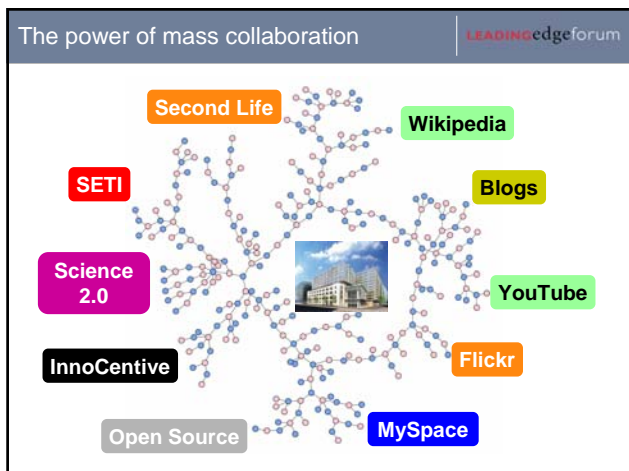 The power of mass collaboration
LEADINGedgeforum
Second Life
Wikipedia
SETI
Blogs
Science
2.0
YouTube
InnoCentive
Flickr
Open Source
MySpace